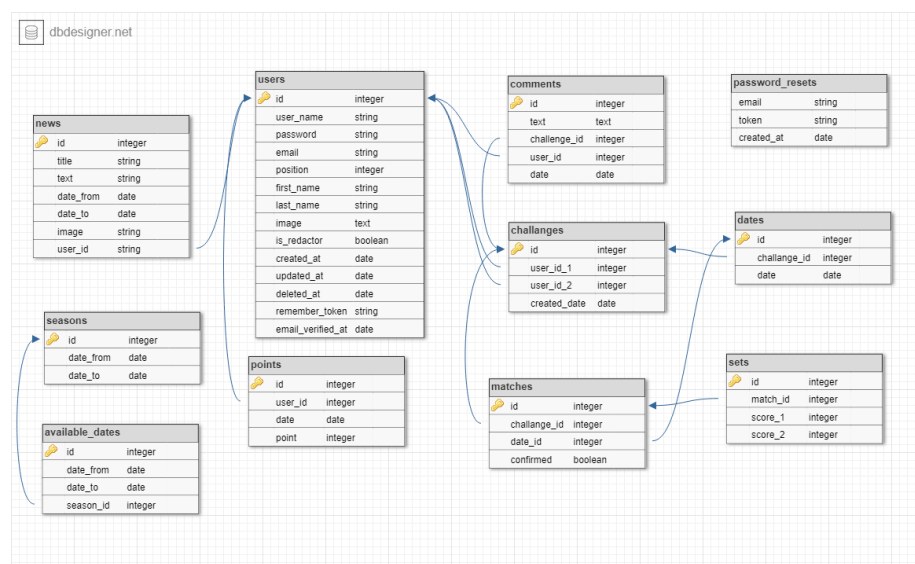 dbdesigner.net
news
id integer
title string
text string
date_from date
date_to date
image string
user_id string
users
id integer
user_name string
password string
email string
position integer
first_name string
last_name string
image text
is_redactor boolean
created_at date
updated_at date
deleted_at date
remember_token string
email_verified_at date
comments
id integer
text text
challenge_id integer
user_id integer
date date
password_resets
email string
token string
created_at date
challanges
id integer
user_id_1 integer
user_id_2 integer
created_date date
dates
id integer
challange_id integer
date date
seasons
id integer
date_from date
date_to date
points
id integer
user_id integer
date date
point integer
matches
id integer
challange_id integer
date_id integer
confirmed boolean
sets
id integer
match_id integer
score_1 integer
score_2 integer
available_dates
id integer
date_from date
date_to date
season_id integer